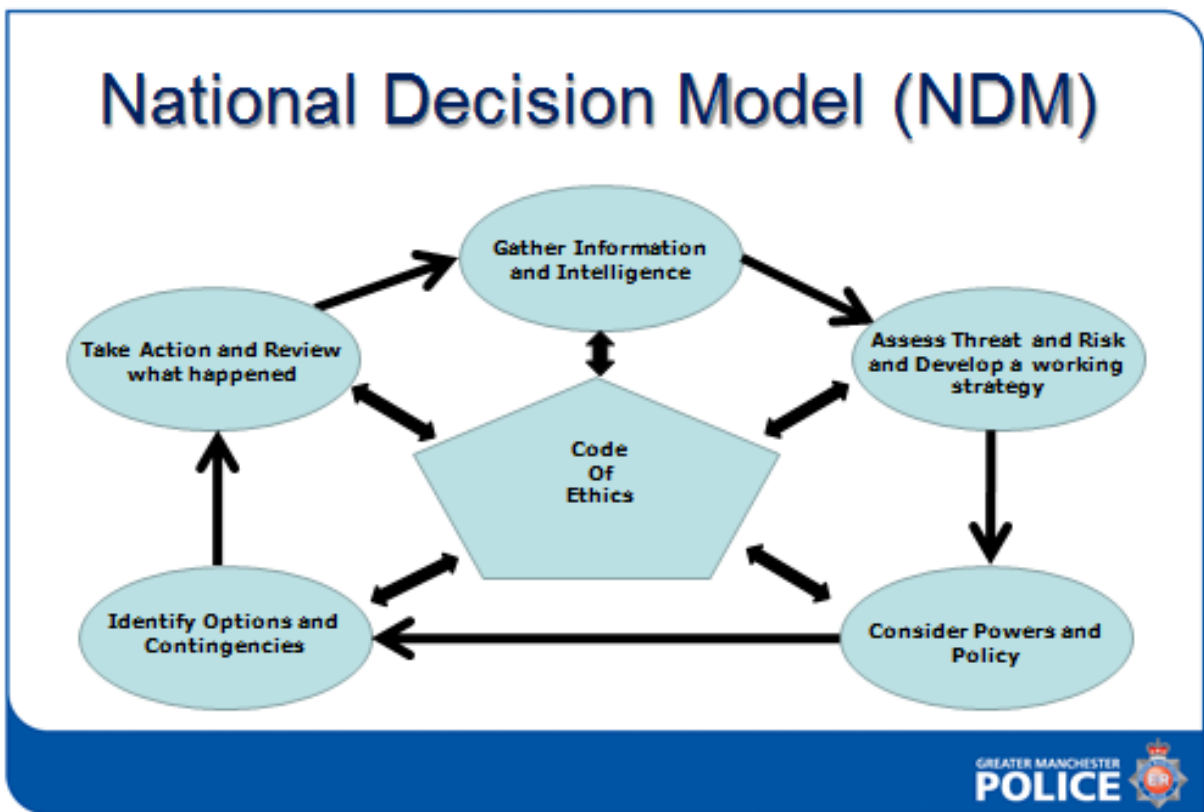 National Decision Model (NDM)
Gather Information
and Intelligence
Take Action and Review
what happened
Assess Threat and Risk
and Develop a working
strategy
Code
Of
Ethics
Identify Options and
Contingencies
Consider Powers and
Policy
GREATER MANCHESTER
POLICE